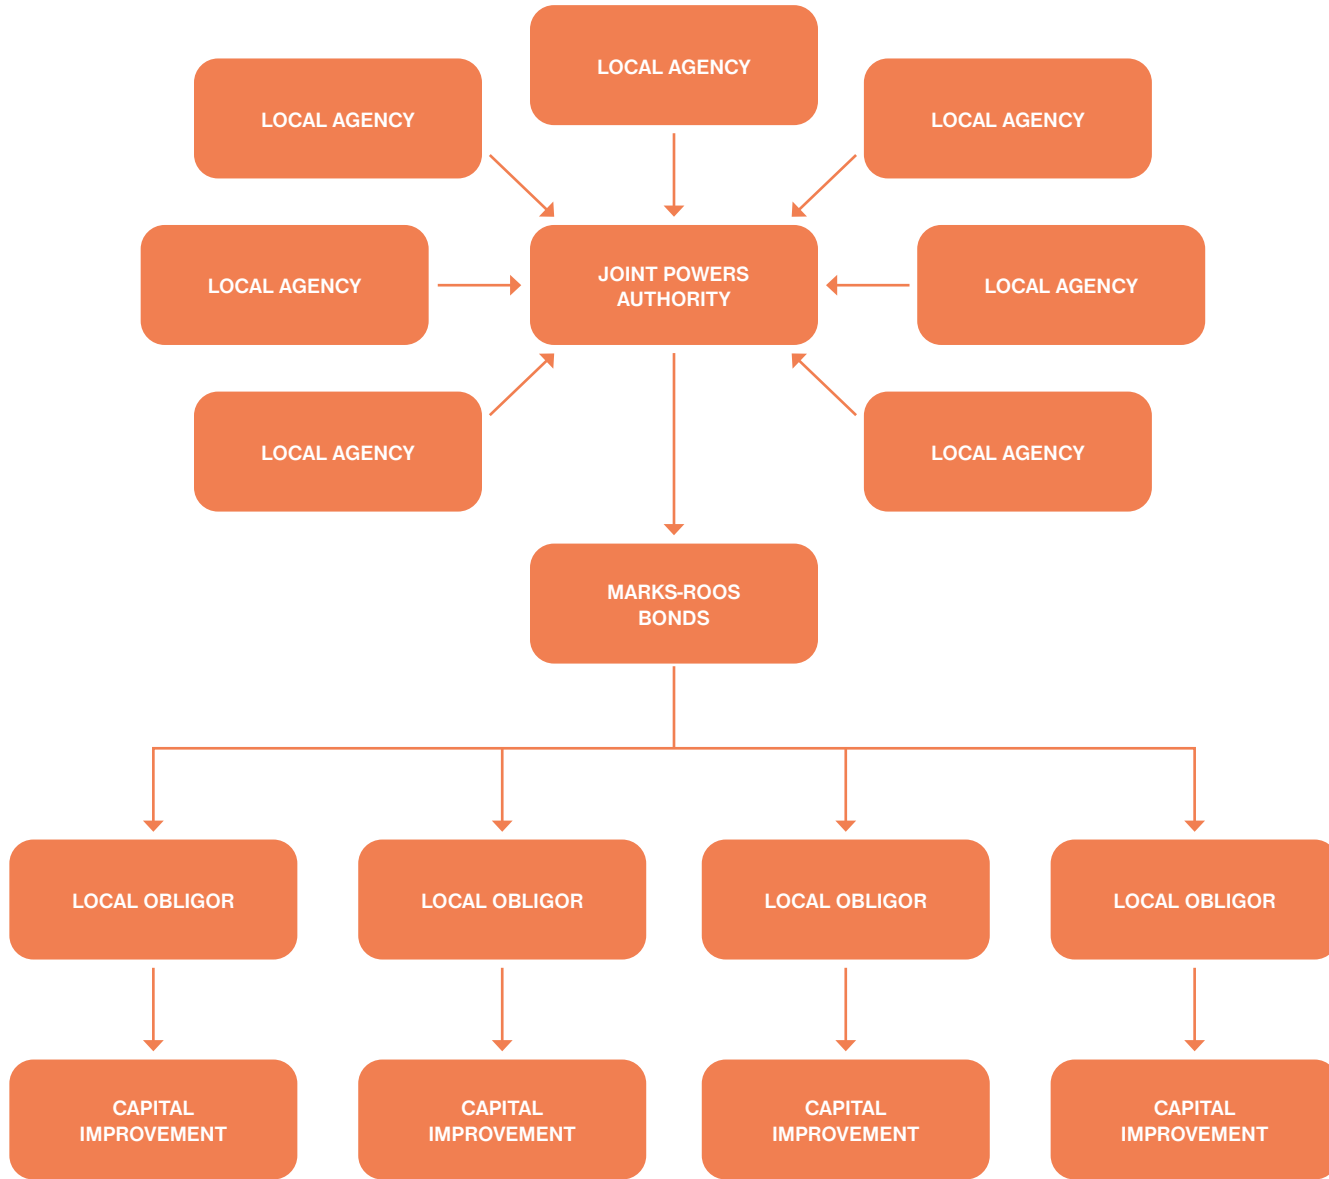 LOCAL AGENCY
LOCAL AGENCY
LOCAL AGENCY
LOCAL AGENCY
JOINT POWERS
AUTHORITY
LOCAL AGENCY
LOCAL AGENCY
LOCAL AGENCY
MARKS-ROOS
BONDS
LOCAL OBLIGOR
LOCAL OBLIGOR
LOCAL OBLIGOR
LOCAL OBLIGOR
CAPITAL
IMPROVEMENT
CAPITAL
IMPROVEMENT
CAPITAL
IMPROVEMENT
CAPITAL
IMPROVEMENT